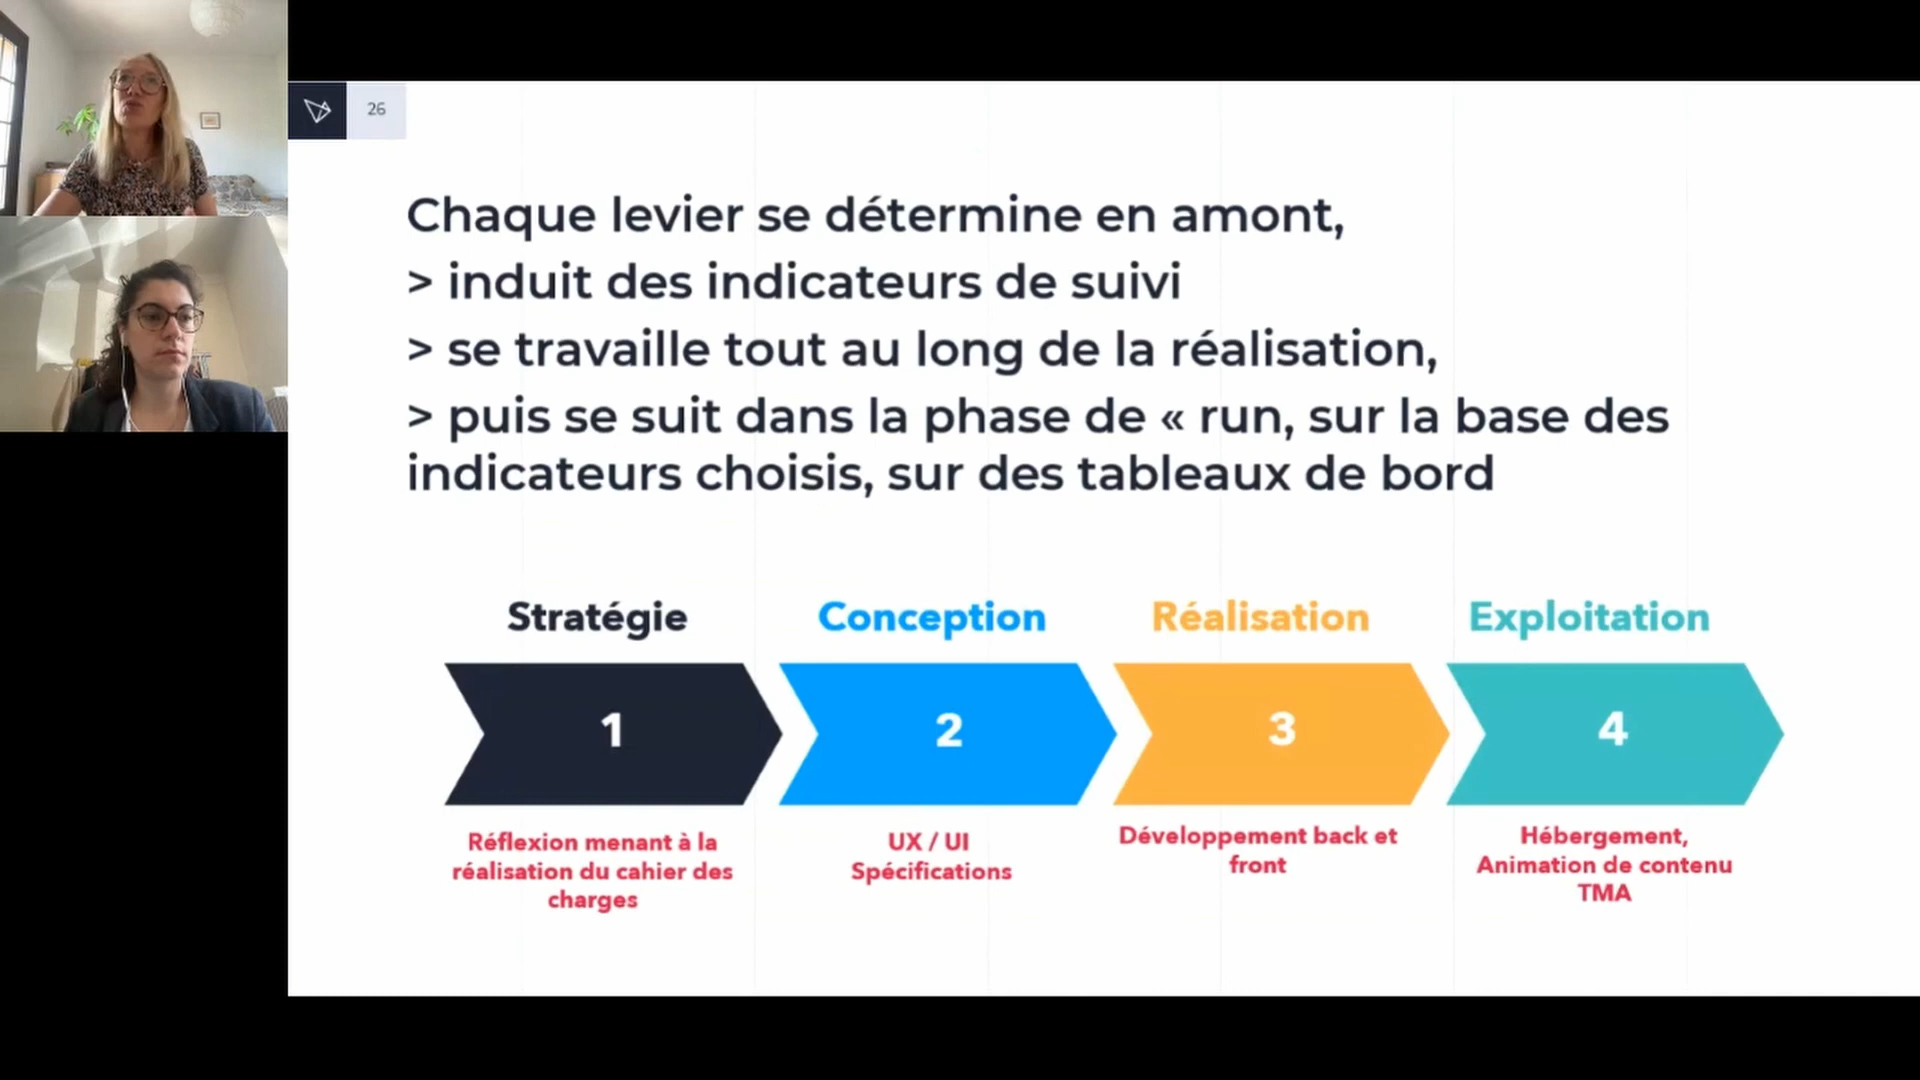 26
Chaque levier se détermine en amont,
> induit des indicateurs de suivi
> se travaille tout au long de la réalisation,
> puis se suit dans la phase de « run, sur la base des
indicateurs choisis, sur des tableaux de bord
Stratégie
Conception
Réalisation
Exploitation
1
2
3
4
Réflexion menant à la
réalisation du cahier des
charges
UX / UI
Spécifications
Développement back et
front
Hébergement,
Animation de contenu
TMA